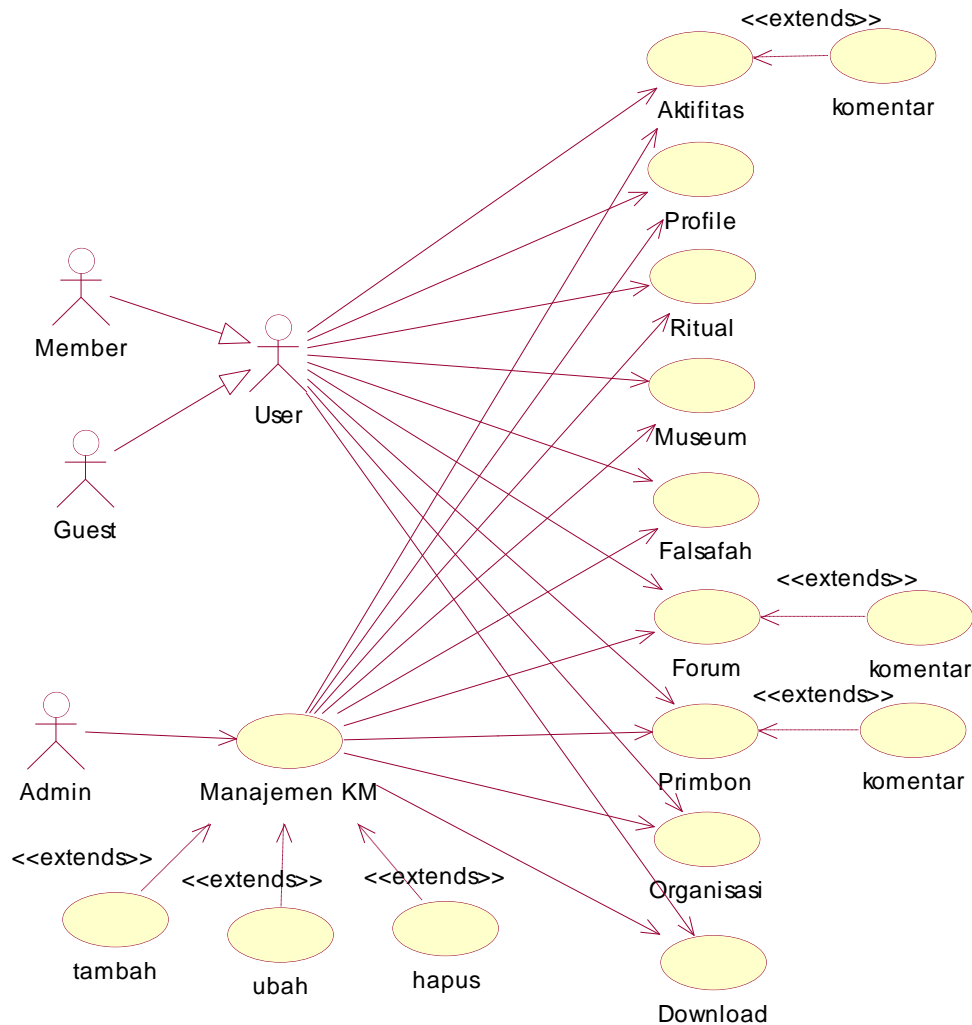 <<extends>>
Aktifitas
komentar
Profile
Member
Ritual
User
Museum
Guest
Falsafah
<<extends>>
Forum
komentar
<<extends>>
Admin
Manajemen KM
Primbon
komentar
<<extends>>
<<extends>>
<<extends>>
Organisasi
tambah
ubah
hapus
Download